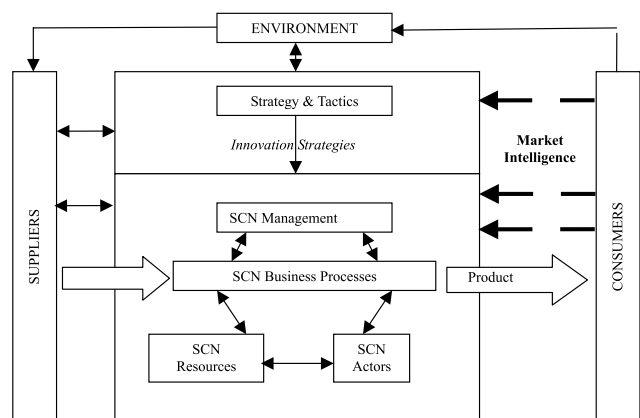 ENVIRONMENT
Strategy & Tactics
Innovation Strategies
Market
Intelligence
SUPPLIERS
SCN Management
SCN Business Processes
Product
CONSUMERS
SCN
Resources
SCN
Actors